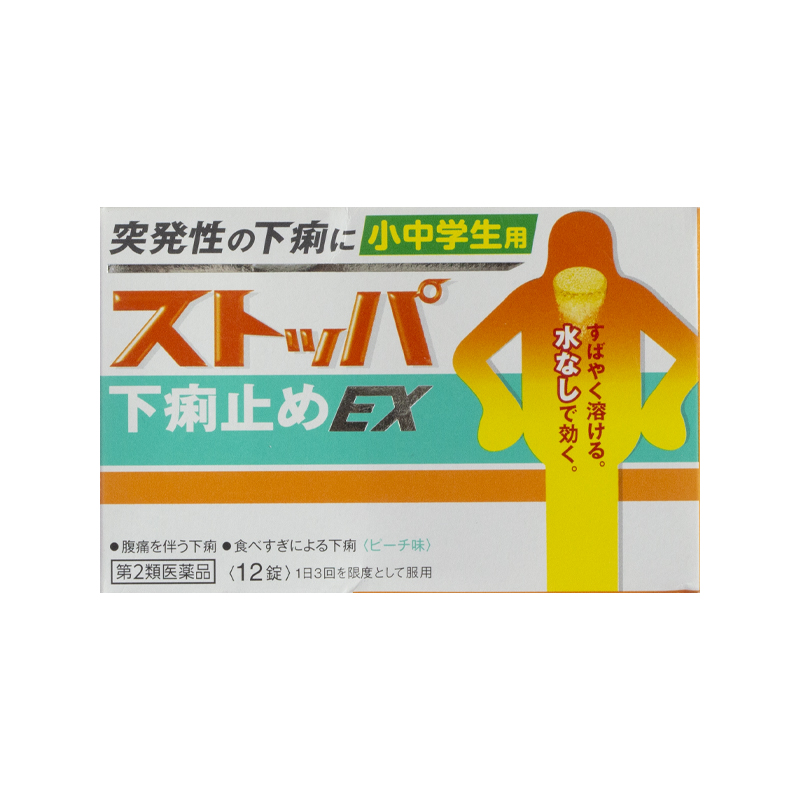 突発性の下痢に 小中学生用
ストッパ
下痢止めEX
すばやく溶ける。
水なしで効く。
●腹痛を伴う下痢 ●食べすぎによる下痢 〈ピーチ味〉
第2類医薬品 〈12錠〉 1日3回を限度として服用